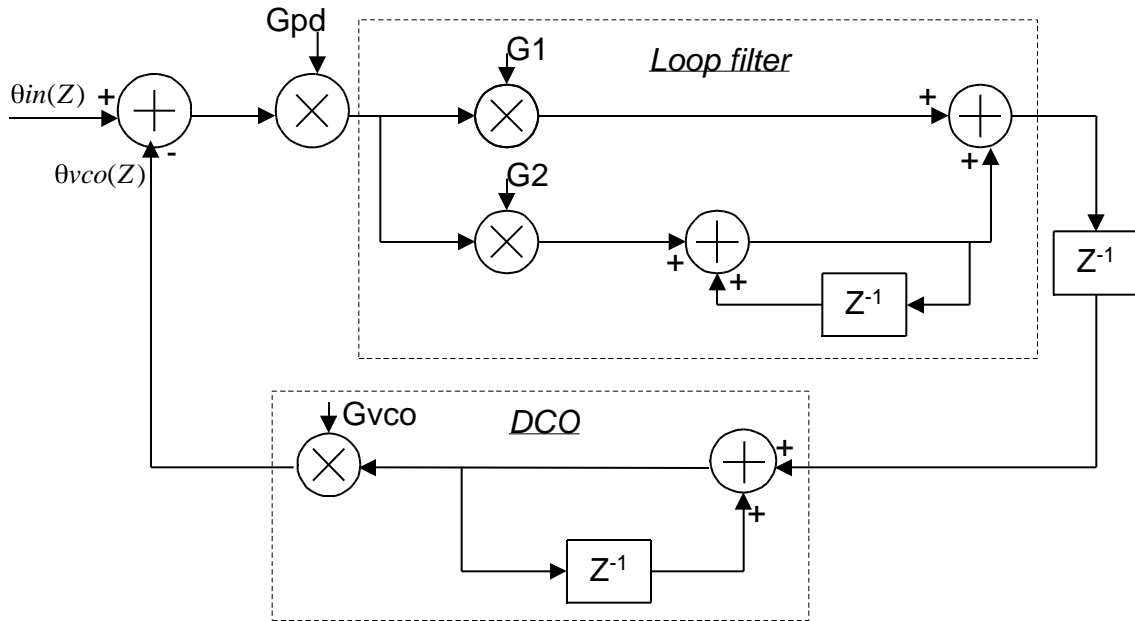 Gpd
G1
Loop filter
θin(Z)
+
-
θvco(Z)
+
+
G2
+
+
Z⁻¹
Z⁻¹
Gvco
DCO
+
+
Z⁻¹